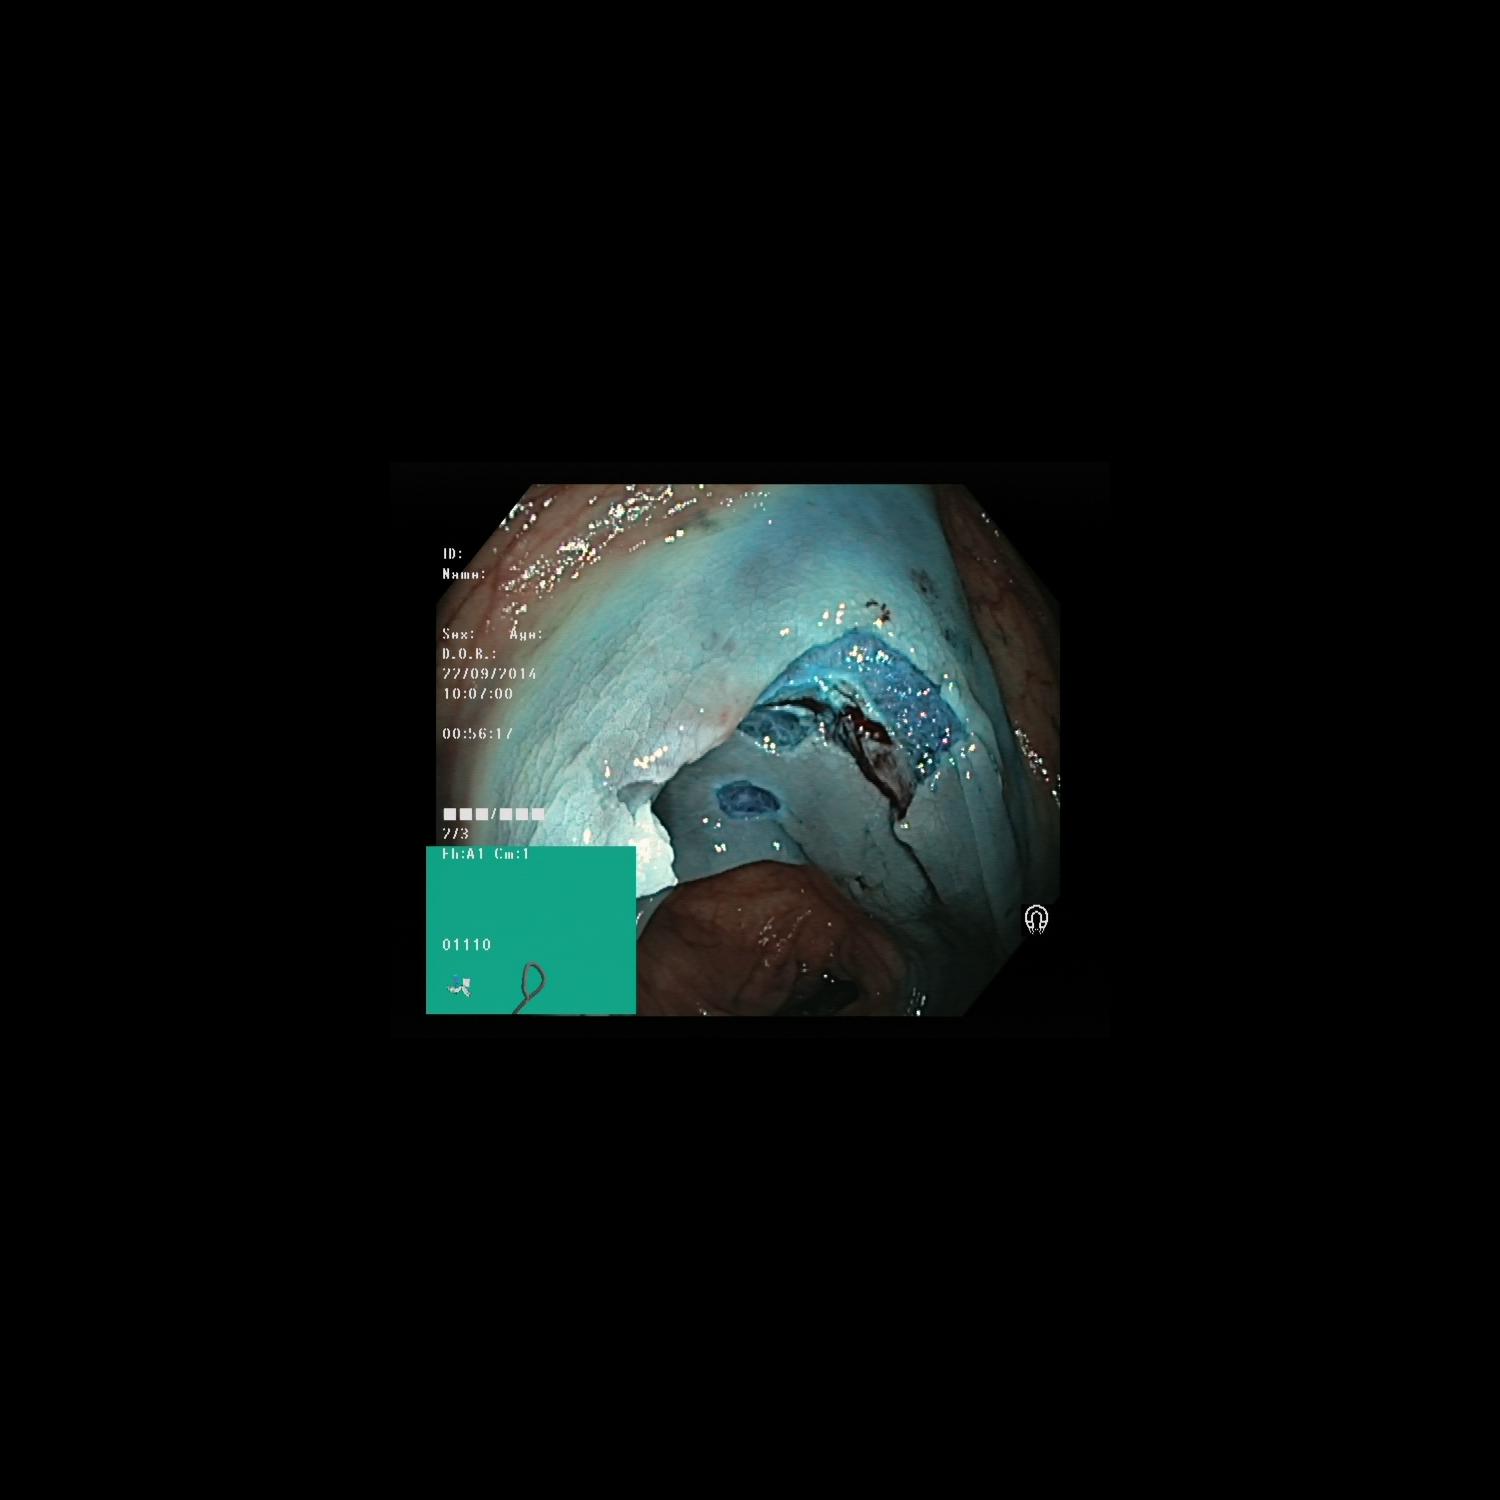 ID:
Name:
Sex: Age:
D.O.B.:
22/09/2014
10:07:00
00:56:17
■■■/■■■
2/3
Eh:A1 Cm:1
01110